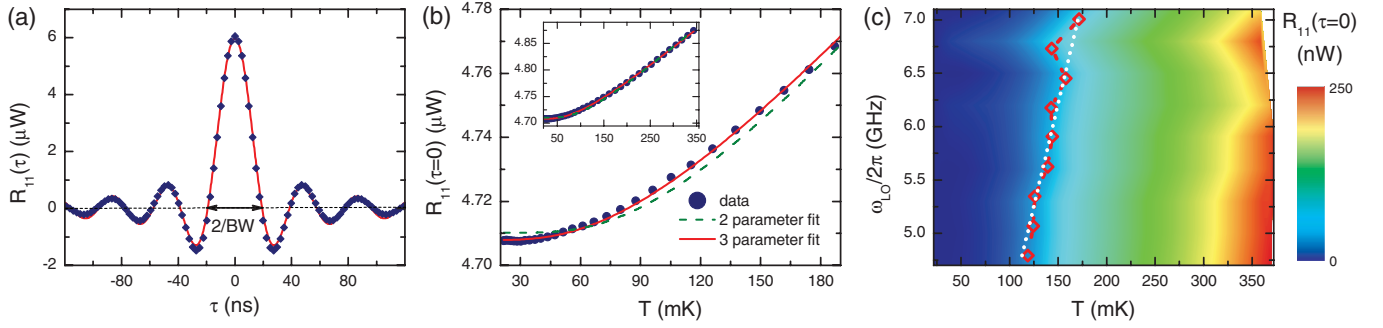 (a)
6
4
2
0
-2
R11(τ) (μW)
2/BW
-80
-40
0
40
80
τ (ns)
(b)
4.78
4.76
4.74
4.72
4.70
R11(τ=0) (μW)
4.85
4.80
4.75
4.70
50
150
250
350
data
2 parameter fit
3 parameter fit
30
60
90
120
150
180
T (mK)
(c)
7.0
6.5
6.0
5.5
5.0
ωLO/2π (GHz)
50
100
150
200
250
300
350
T (mK)
R11(τ=0)
(nW)
250
0